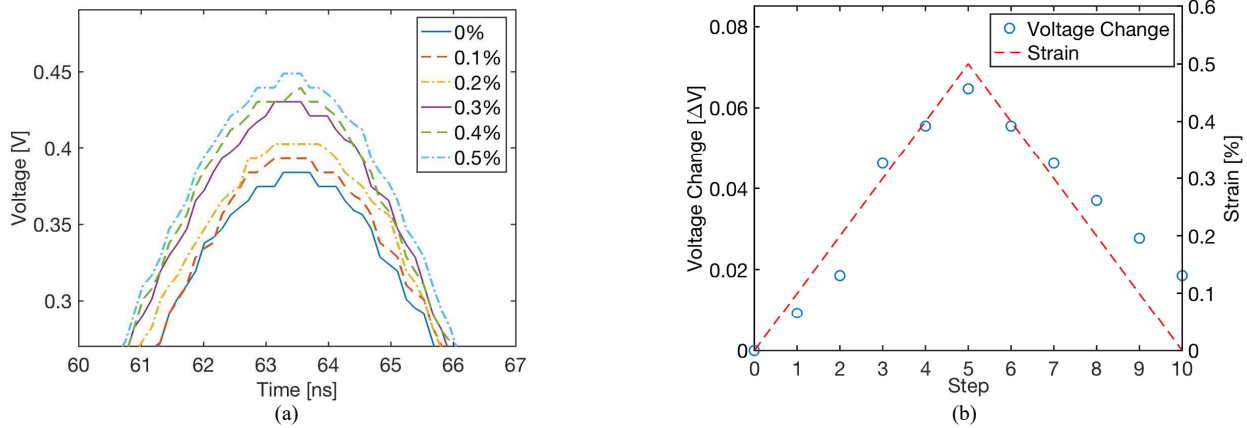 0%
0.1%
0.2%
0.3%
0.4%
0.5%
0.45
0.4
0.35
0.3
Voltage [V]
60 61 62 63 64 65 66 67
Time [ns]
(a)
Voltage Change
Strain
0.08
0.06
0.04
0.02
0
Voltage Change [ΔV]
0.6
0.5
0.4
0.3
0.2
0.1
0
Strain [%]
0 1 2 3 4 5 6 7 8 9 10
Step
(b)